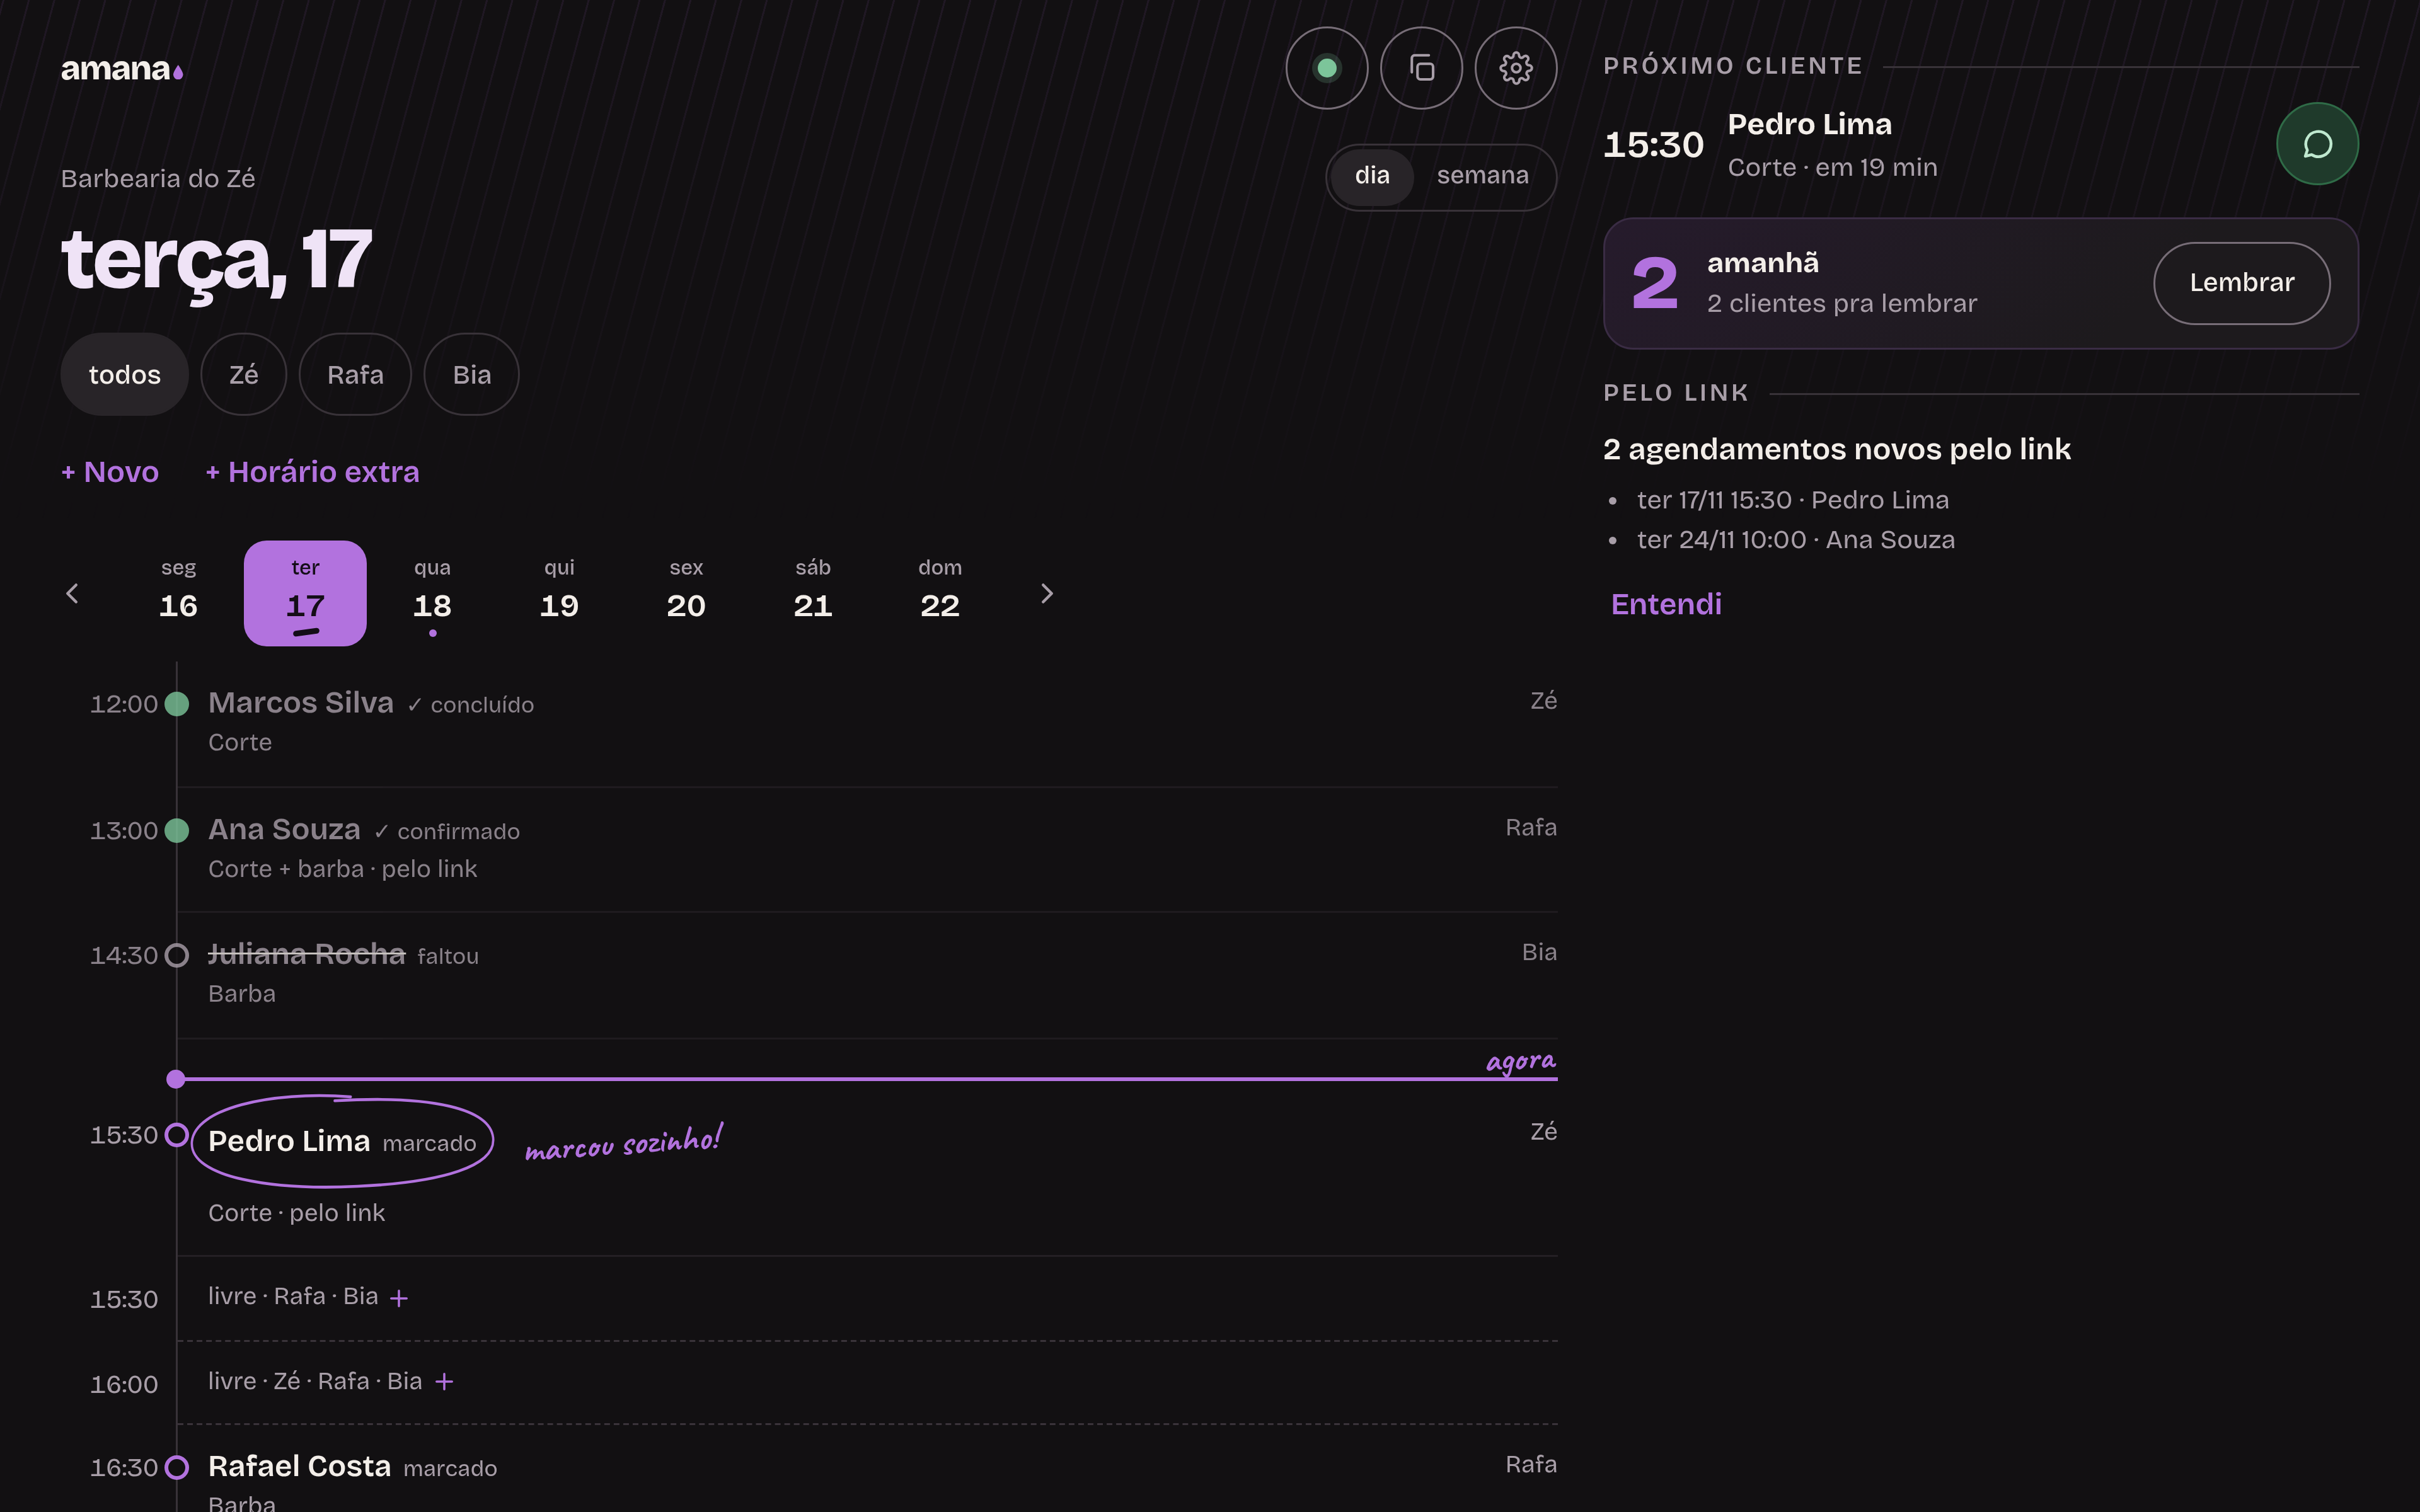 amana
Barbearia do Zé
dia semana
terça, 17
todos Zé Rafa Bia
+ Novo + Horário extra
seg ter qua qui sex sáb dom
16 17 18 19 20 21 22
12:00 Marcos Silva ✓ concluído Zé
Corte
13:00 Ana Souza ✓ confirmado Rafa
Corte + barba · pelo link
14:30 Juliana Rocha faltou Bia
Barba
agora
15:30 Pedro Lima marcado marcou sozinho! Zé
Corte · pelo link
15:30 livre · Rafa · Bia +
16:00 livre · Zé · Rafa · Bia +
16:30 Rafael Costa marcado Rafa
Barba
PRÓXIMO CLIENTE
15:30 Pedro Lima
Corte · em 19 min
2 amanhã
2 clientes pra lembrar
Lembrar
PELO LINK
2 agendamentos novos pelo link
• ter 17/11 15:30 · Pedro Lima
• ter 24/11 10:00 · Ana Souza
Entendi